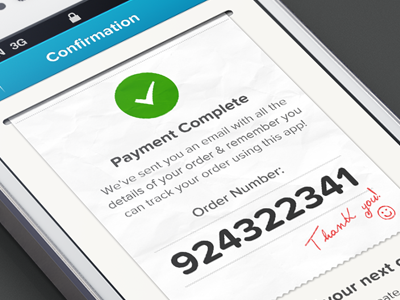 3G
Confirmation
Payment Complete
We've sent you an email with all the
details of your order & remember you
can track your order using this app!
Order Number:
924322341
Thank you!
your next